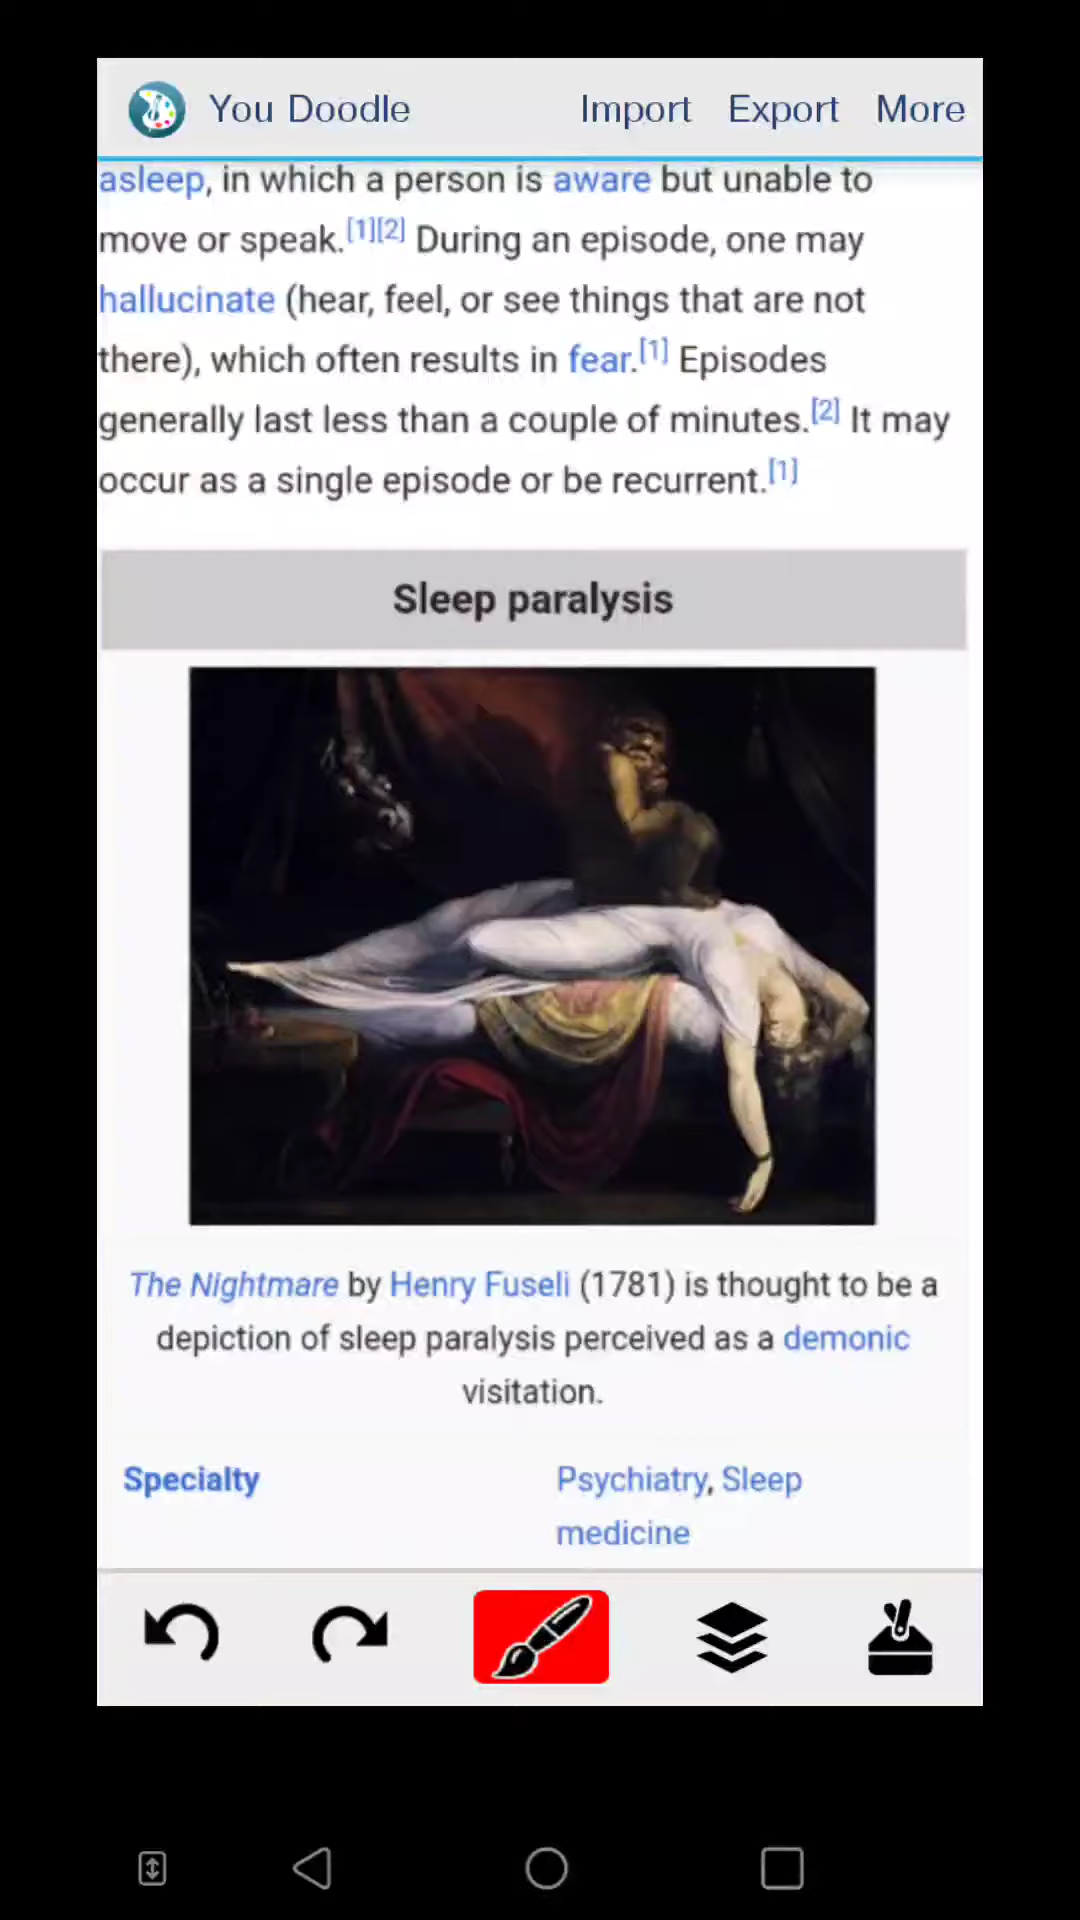 You Doodle Import Export More
asleep, in which a person is aware but unable to
move or speak.[1][2] During an episode, one may
hallucinate (hear, feel, or see things that are not
there), which often results in fear.[1] Episodes
generally last less than a couple of minutes.[2] It may
occur as a single episode or be recurrent.[1]
Sleep paralysis
The Nightmare by Henry Fuseli (1781) is thought to be a
depiction of sleep paralysis perceived as a demonic
visitation.
Specialty Psychiatry, Sleep
medicine